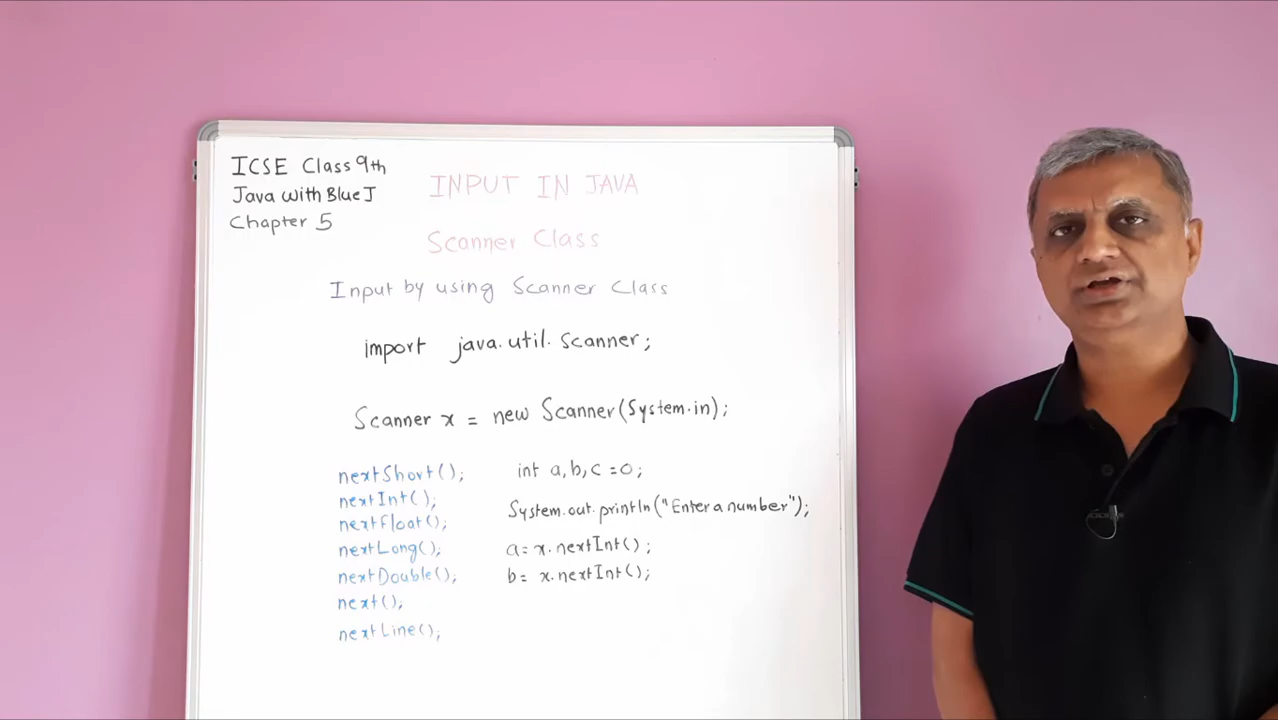 ICSE Class 9th
Java with Blue J
Chapter 5
INPUT IN JAVA
Scanner Class
Input by using Scanner Class
import java.util.Scanner;
Scanner x = new Scanner(System.in);
nextShort();
nextInt();
nextFloat();
nextLong();
nextDouble();
next();
nextLine();
int a,b,c =0;
System.out.println("Enter a number");
a= x.nextInt();
b= x.nextInt();